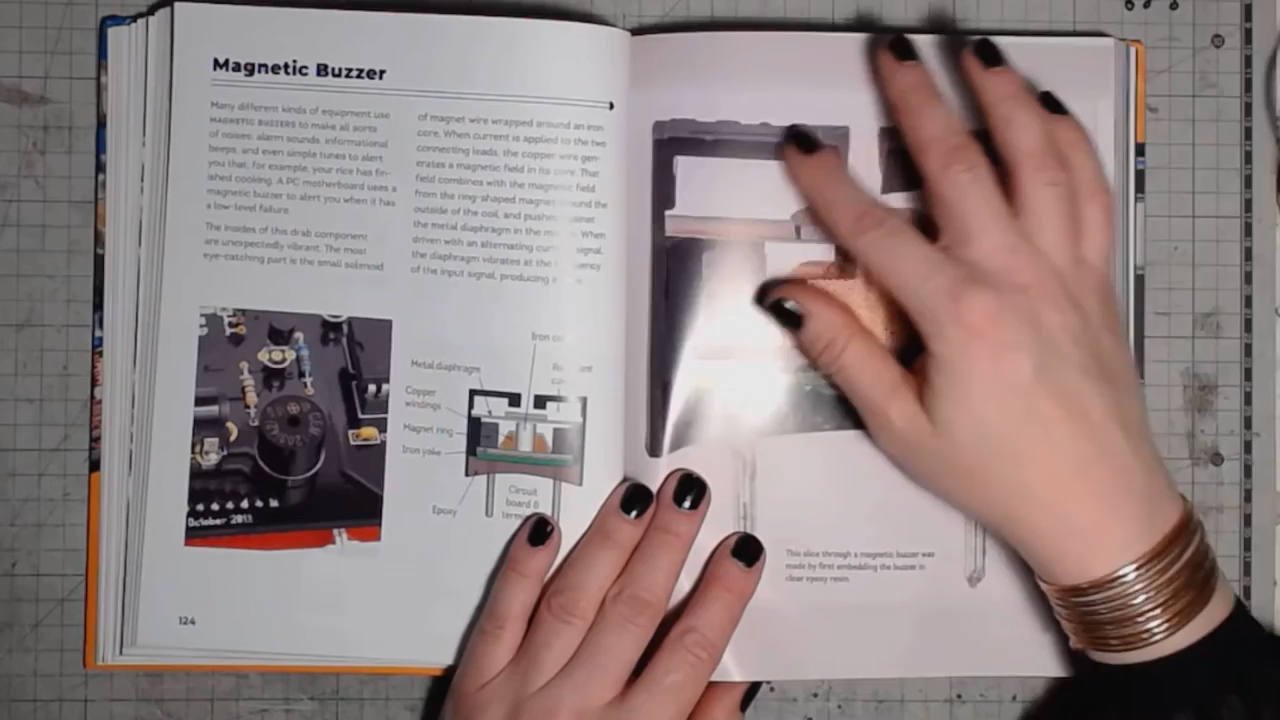 Magnetic Buzzer
Many different kinds of equipment use
MAGNETIC BUZZERS to make all sorts
of noises: alarm sounds, informational
beeps, and even simple tunes to alert
you that, for example, your rice has fin-
ished cooking. A PC motherboard uses a
magnetic buzzer to alert you when it has
a low-level failure.
The insides of this drab component
are unexpectedly vibrant. The most
eye-catching part is the small solenoid
of magnet wire wrapped around an iron
core. When current is applied to the two
connecting leads, the copper wire gen-
erates a magnetic field in its core. That
field combines with the magnetic field
from the ring-shaped magnet around the
outside of the coil, and pushes against
the metal diaphragm in the When
driven with an alternating signal,
the diaphragm vibrates at the
of the input signal, producing
Iron
Metal diaphragm
Copper
windings
Magnet ring
Iron yoke
Epoxy
Circuit
board &
October 2011
124
This slice through a magnetic buzzer was
made by first embedding the buzzer in
clear epoxy resin.